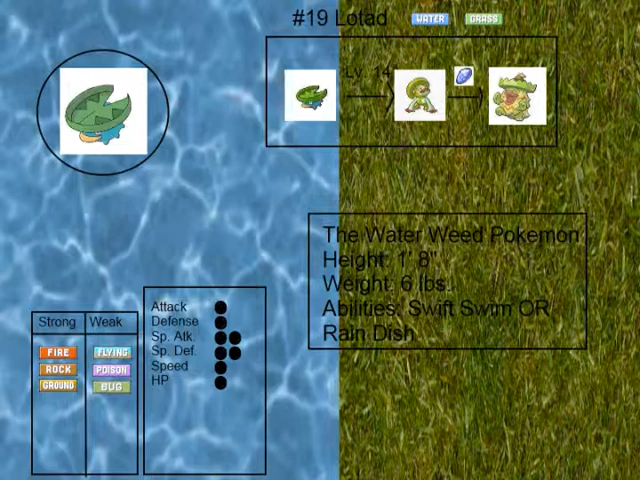 #19 Lotad WATER GRASS
Lv. 14
The Water Weed Pokemon
Height: 1' 8"
Weight: 6 lbs.
Abilities: Swift Swim OR
Rain Dish
Strong Weak
FIRE FLYING
ROCK POISON
GROUND BUG
Attack
Defense
Sp. Atk.
Sp. Def.
Speed
HP